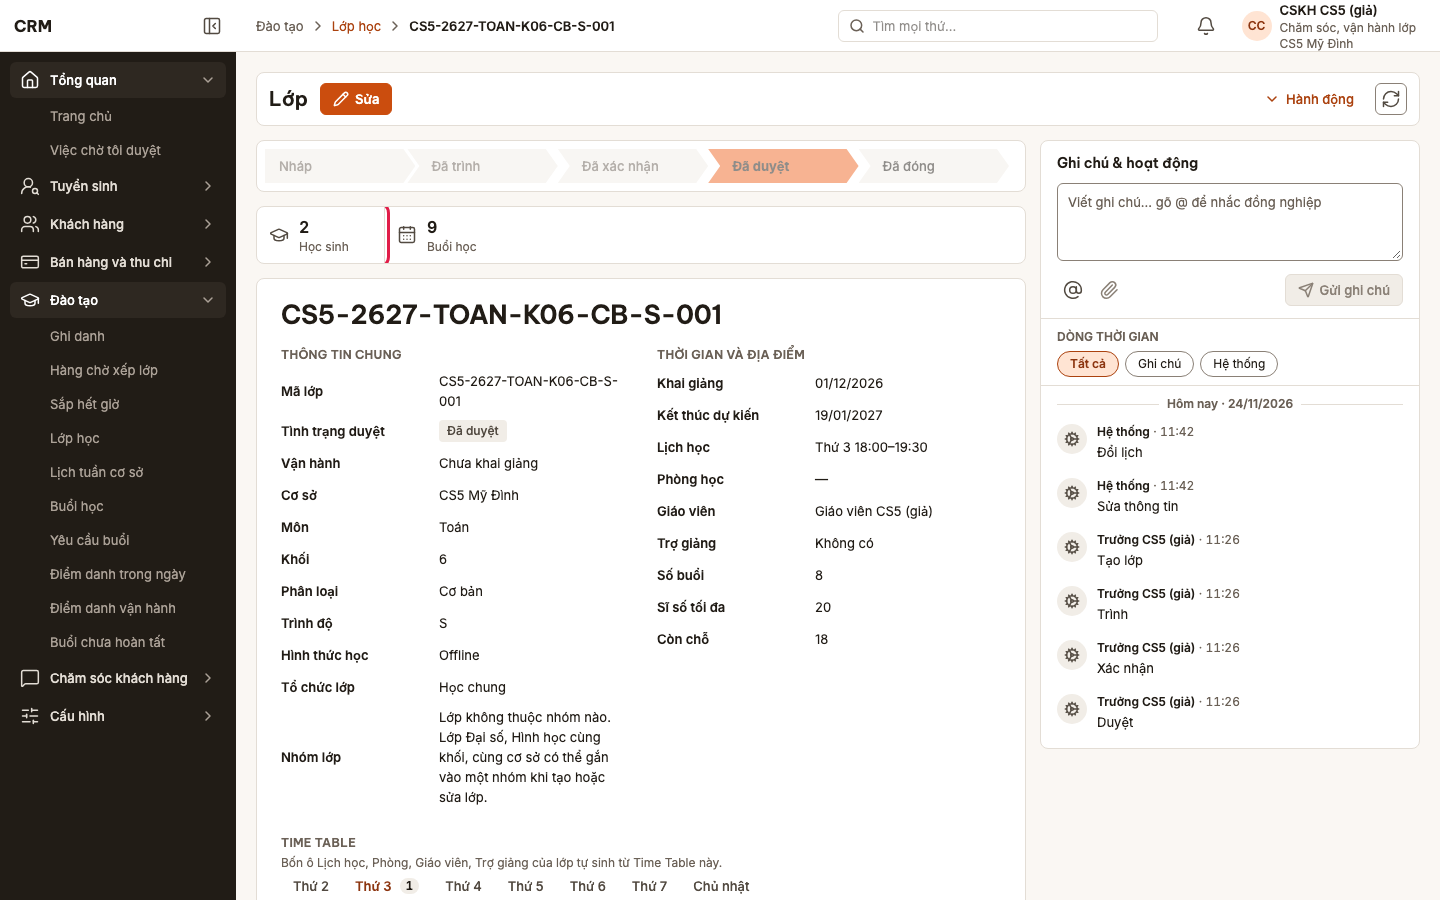 CRM
Đào tạo
Lớp học
CS5-2627-TOAN-K06-CB-S-001
Tìm mọi thứ...
CC
CSKH CS5 (giả)
Chăm sóc, vận hành lớp
CS5 Mỹ Đình
Tổng quan
Trang chủ
Việc chờ tôi duyệt
Tuyển sinh
Khách hàng
Bán hàng và thu chi
Đào tạo
Ghi danh
Hàng chờ xếp lớp
Sắp hết giờ
Lớp học
Lịch tuần cơ sở
Buổi học
Yêu cầu buổi
Điểm danh trong ngày
Điểm danh vận hành
Buổi chưa hoàn tất
Chăm sóc khách hàng
Cấu hình
Lớp
Sửa
Hành động
Nháp
Đã trình
Đã xác nhận
Đã duyệt
Đã đóng
2
Học sinh
9
Buổi học
CS5-2627-TOAN-K06-CB-S-001
THÔNG TIN CHUNG
Mã lớp
CS5-2627-TOAN-K06-CB-S-
001
Tình trạng duyệt
Đã duyệt
Vận hành
Chưa khai giảng
Cơ sở
CS5 Mỹ Đình
Môn
Toán
Khối
6
Phân loại
Cơ bản
Trình độ
S
Hình thức học
Offline
Tổ chức lớp
Học chung
Nhóm lớp
Lớp không thuộc nhóm nào.
Lớp Đại số, Hình học cùng
khối, cùng cơ sở có thể gắn
vào một nhóm khi tạo hoặc
sửa lớp.
THỜI GIAN VÀ ĐỊA ĐIỂM
Khai giảng
01/12/2026
Kết thúc dự kiến
19/01/2027
Lịch học
Thứ 3 18:00–19:30
Phòng học
—
Giáo viên
Giáo viên CS5 (giả)
Trợ giảng
Không có
Số buổi
8
Sĩ số tối đa
20
Còn chỗ
18
TIME TABLE
Bốn ô Lịch học, Phòng, Giáo viên, Trợ giảng của lớp tự sinh từ Time Table này.
Thứ 2
Thứ 3
1
Thứ 4
Thứ 5
Thứ 6
Thứ 7
Chủ nhật
Ghi chú & hoạt động
Viết ghi chú... gõ @ để nhắc đồng nghiệp
Gửi ghi chú
DÒNG THỜI GIAN
Tất cả
Ghi chú
Hệ thống
Hôm nay · 24/11/2026
Hệ thống · 11:42
Đổi lịch
Hệ thống · 11:42
Sửa thông tin
Trưởng CS5 (giả) · 11:26
Tạo lớp
Trưởng CS5 (giả) · 11:26
Trình
Trưởng CS5 (giả) · 11:26
Xác nhận
Trưởng CS5 (giả) · 11:26
Duyệt